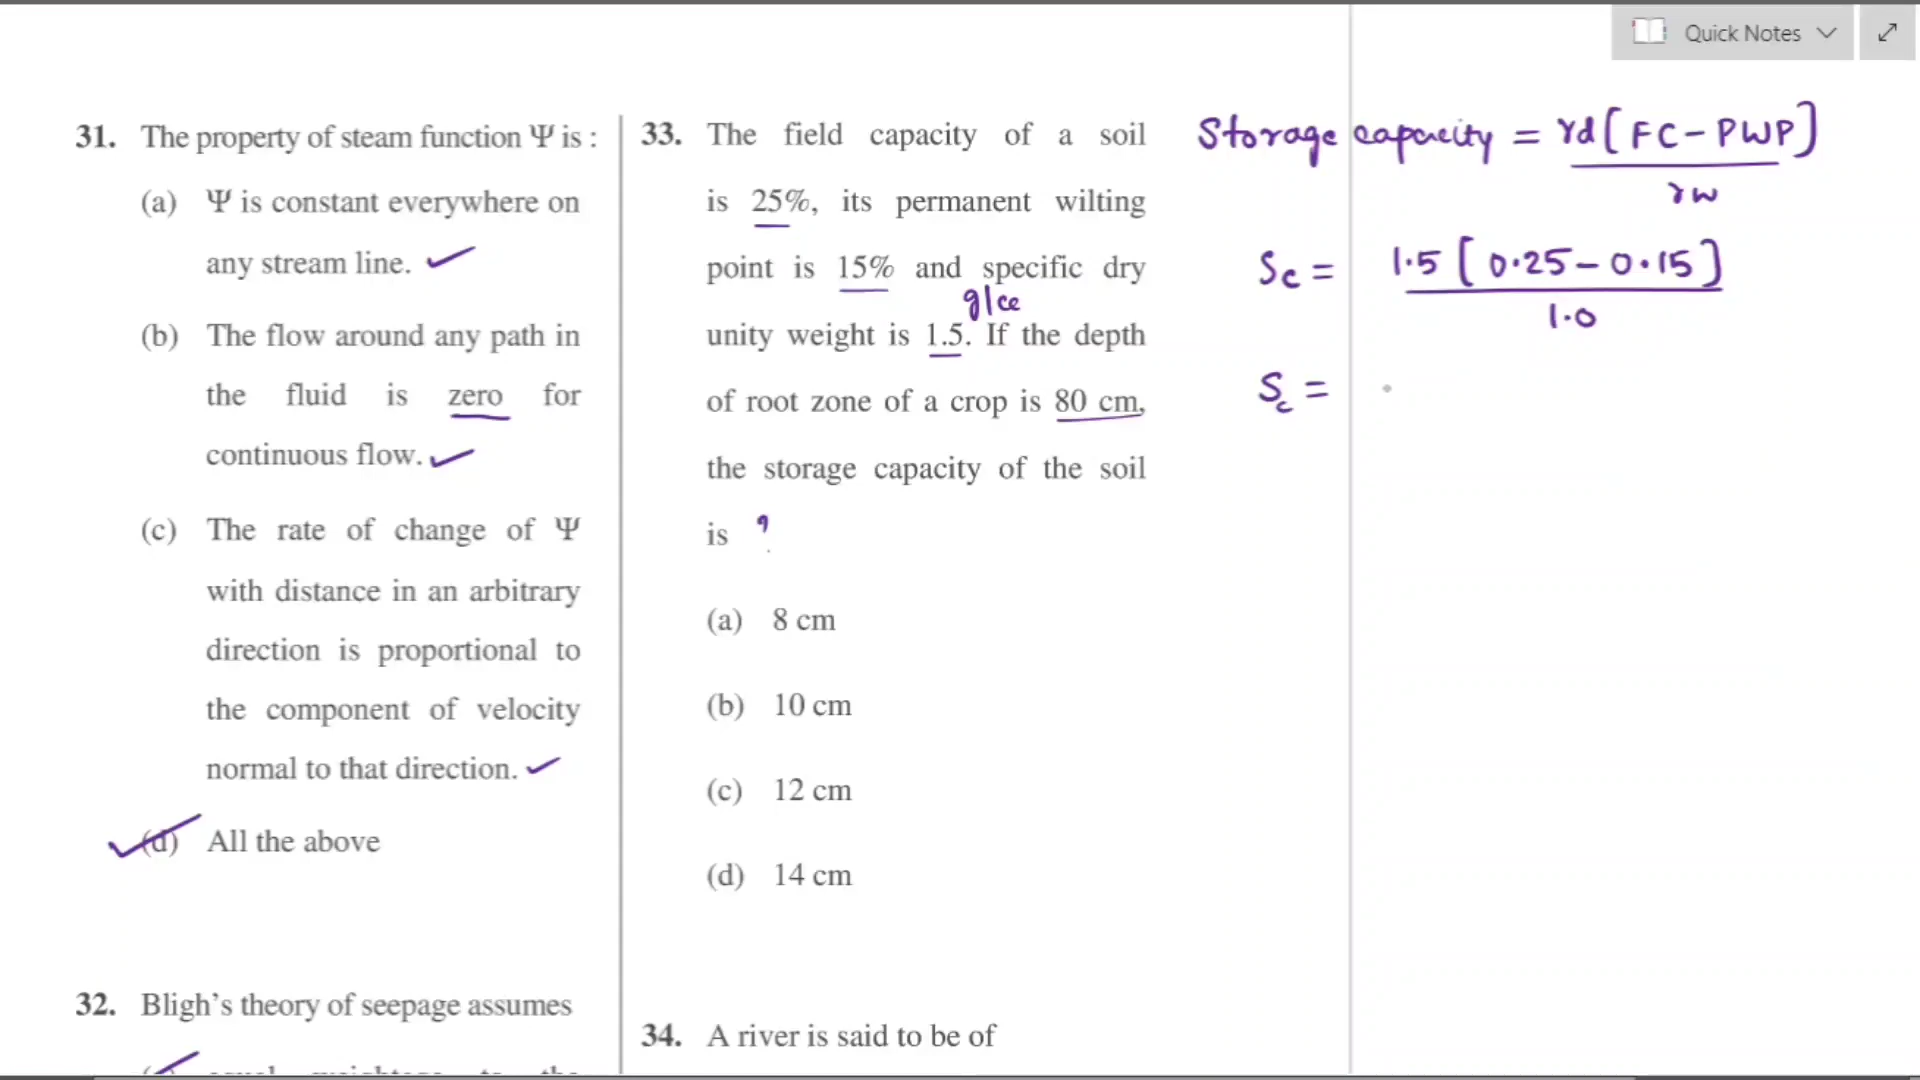 Quick Notes
31. The property of steam function Ψ is :
(a) Ψ is constant everywhere on
any stream line.
(b) The flow around any path in
the fluid is zero for
continuous flow.
(c) The rate of change of Ψ
with distance in an arbitrary
direction is proportional to
the component of velocity
normal to that direction.
(d) All the above
32. Bligh's theory of seepage assumes
33. The field capacity of a soil
is 25%, its permanent wilting
point is 15% and specific dry
g/cc
unity weight is 1.5. If the depth
of root zone of a crop is 80 cm,
the storage capacity of the soil
is ?
(a) 8 cm
(b) 10 cm
(c) 12 cm
(d) 14 cm
34. A river is said to be of
Storage capacity = γd [FC - PWP]
γw
Sc = 1.5 [0.25 - 0.15]
1.0
Sc =